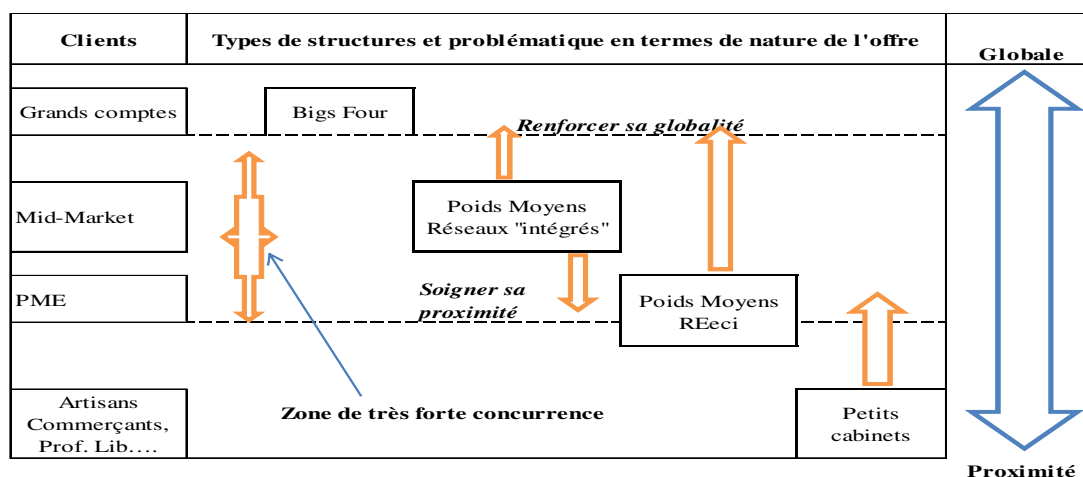 Clients
Types de structures et problématique en termes de nature de l'offre
Globale
Grands comptes
Bigs Four
Renforcer sa globalité
Mid-Market
Poids Moyens
Réseaux "intégrés"
PME
Soigner sa
proximité
Poids Moyens
REeci
Artisans
Commerçants,
Prof. Lib….
Zone de très forte concurrence
Petits
cabinets
Proximité